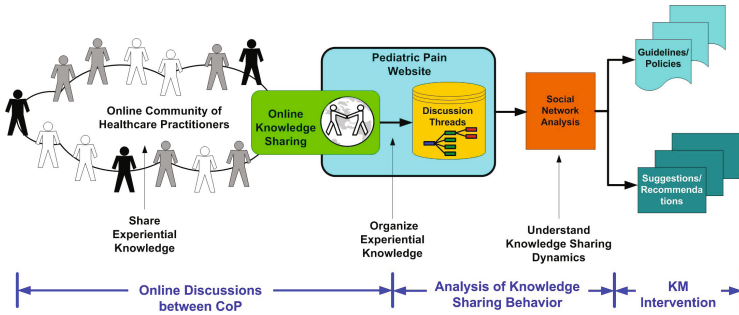 Online Community of
Healthcare Practitioners
Online
Knowledge
Sharing
Pediatric Pain
Website
Discussion
Threads
Social
Network
Analysis
Guidelines/
Policies
Suggestions/
Recommenda
tions
Share
Experiential
Knowledge
Organize
Experiential
Knowledge
Understand
Knowledge Sharing
Dynamics
Online Discussions
between CoP
Analysis of Knowledge
Sharing Behavior
KM
Intervention